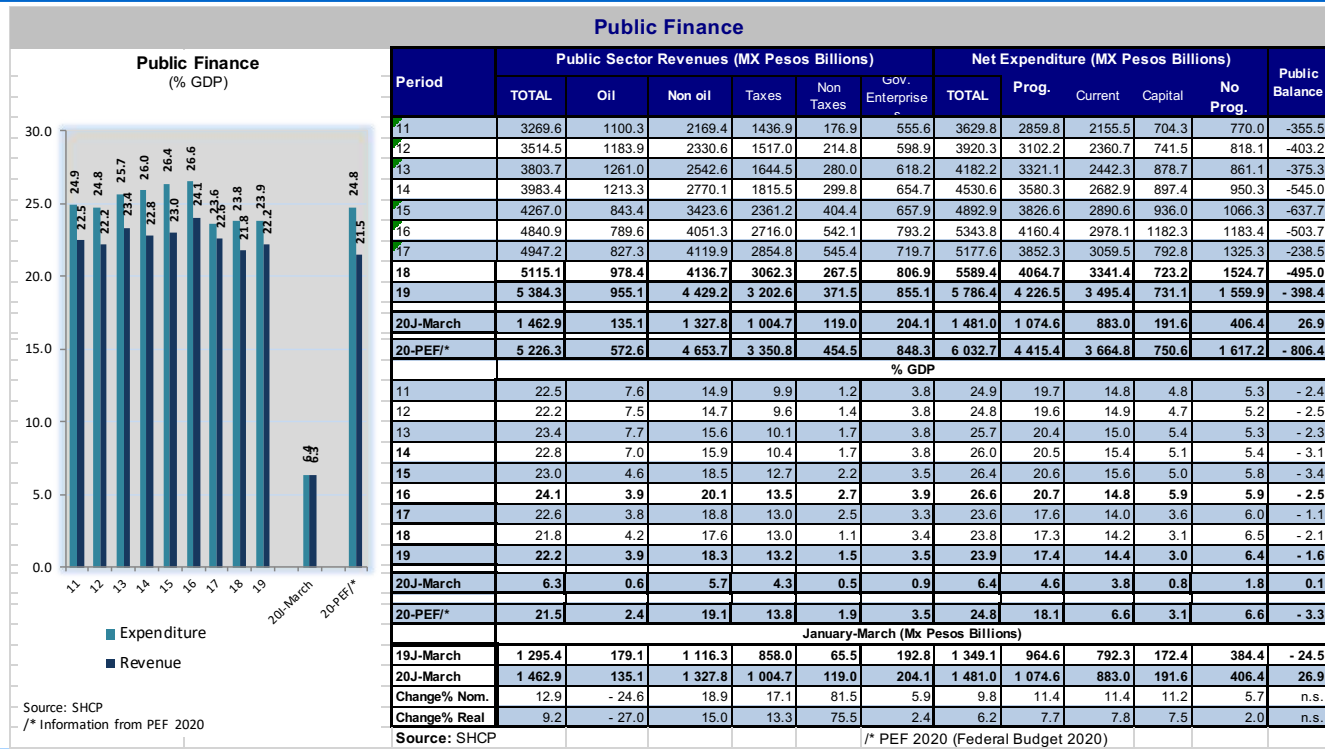 Public Finance
Public Finance
(% GDP)
30.0
25.0
20.0
15.0
10.0
5.0
0.0
24.9 22.5 24.8 22.2 25.7 23.4 26.0 22.8 26.4 23.0 26.6 24.1 23.6 22.6 23.8 21.8 23.9 22.2 6.4 6.3 24.8 21.5
11 12 13 14 15 16 17 18 19 20J-March 20-PEF/*
Expenditure
Revenue
Source: SHCP
/* Information from PEF 2020
Period Public Sector Revenues (MX Pesos Billions) Net Expenditure (MX Pesos Billions) Public Balance
TOTAL Oil Non oil Taxes Non Taxes Gov. Enterprise TOTAL Prog. Current Capital No Prog.
11 3269.6 1100.3 2169.4 1436.9 176.9 555.6 3629.8 2859.8 2155.5 704.3 770.0 -355.5
12 3514.5 1183.9 2330.6 1517.0 214.8 598.9 3920.3 3102.2 2360.7 741.5 818.1 -403.2
13 3803.7 1261.0 2542.6 1644.5 280.0 618.2 4182.2 3321.1 2442.3 878.7 861.1 -375.3
14 3983.4 1213.3 2770.1 1815.5 299.8 654.7 4530.6 3580.3 2682.9 897.4 950.3 -545.0
15 4267.0 843.4 3423.6 2361.2 404.4 657.9 4892.9 3826.6 2890.6 936.0 1066.3 -637.7
16 4840.9 789.6 4051.3 2716.0 542.1 793.2 5343.8 4160.4 2978.1 1182.3 1183.4 -503.7
17 4947.2 827.3 4119.9 2854.8 545.4 719.7 5177.6 3852.3 3059.5 792.8 1325.3 -238.5
18 5115.1 978.4 4136.7 3062.3 267.5 806.9 5589.4 4064.7 3341.4 723.2 1524.7 -495.0
19 5 384.3 955.1 4 429.2 3 202.6 371.5 855.1 5 786.4 4 226.5 3 495.4 731.1 1 559.9 - 398.4
20J-March 1 462.9 135.1 1 327.8 1 004.7 119.0 204.1 1 481.0 1 074.6 883.0 191.6 406.4 26.9
20-PEF/* 5 226.3 572.6 4 653.7 3 350.8 454.5 848.3 6 032.7 4 415.4 3 664.8 750.6 1 617.2 - 806.4
% GDP
11 22.5 7.6 14.9 9.9 1.2 3.8 24.9 19.7 14.8 4.8 5.3 - 2.4
12 22.2 7.5 14.7 9.6 1.4 3.8 24.8 19.6 14.9 4.7 5.2 - 2.5
13 23.4 7.7 15.6 10.1 1.7 3.8 25.7 20.4 15.0 5.4 5.3 - 2.3
14 22.8 7.0 15.9 10.4 1.7 3.8 26.0 20.5 15.4 5.1 5.4 - 3.1
15 23.0 4.6 18.5 12.7 2.2 3.5 26.4 20.6 15.6 5.0 5.8 - 3.4
16 24.1 3.9 20.1 13.5 2.7 3.9 26.6 20.7 14.8 5.9 5.9 - 2.5
17 22.6 3.8 18.8 13.0 2.5 3.3 23.6 17.6 14.0 3.6 6.0 - 1.1
18 21.8 4.2 17.6 13.0 1.1 3.4 23.8 17.3 14.2 3.1 6.5 - 2.1
19 22.2 3.9 18.3 13.2 1.5 3.5 23.9 17.4 14.4 3.0 6.4 - 1.6
20J-March 6.3 0.6 5.7 4.3 0.5 0.9 6.4 4.6 3.8 0.8 1.8 0.1
20-PEF/* 21.5 2.4 19.1 13.8 1.9 3.5 24.8 18.1 6.6 3.1 6.6 - 3.3
January-March (Mx Pesos Billions)
19J-March 1 295.4 179.1 1 116.3 858.0 65.5 192.8 1 349.1 964.6 792.3 172.4 384.4 - 24.5
20J-March 1 462.9 135.1 1 327.8 1 004.7 119.0 204.1 1 481.0 1 074.6 883.0 191.6 406.4 26.9
Change% Nom. 12.9 - 24.6 18.9 17.1 81.5 5.9 9.8 11.4 11.4 11.2 5.7 n.s.
Change% Real 9.2 - 27.0 15.0 13.3 75.5 2.4 6.2 7.7 7.8 7.5 2.0 n.s.
Source: SHCP /* PEF 2020 (Federal Budget 2020)